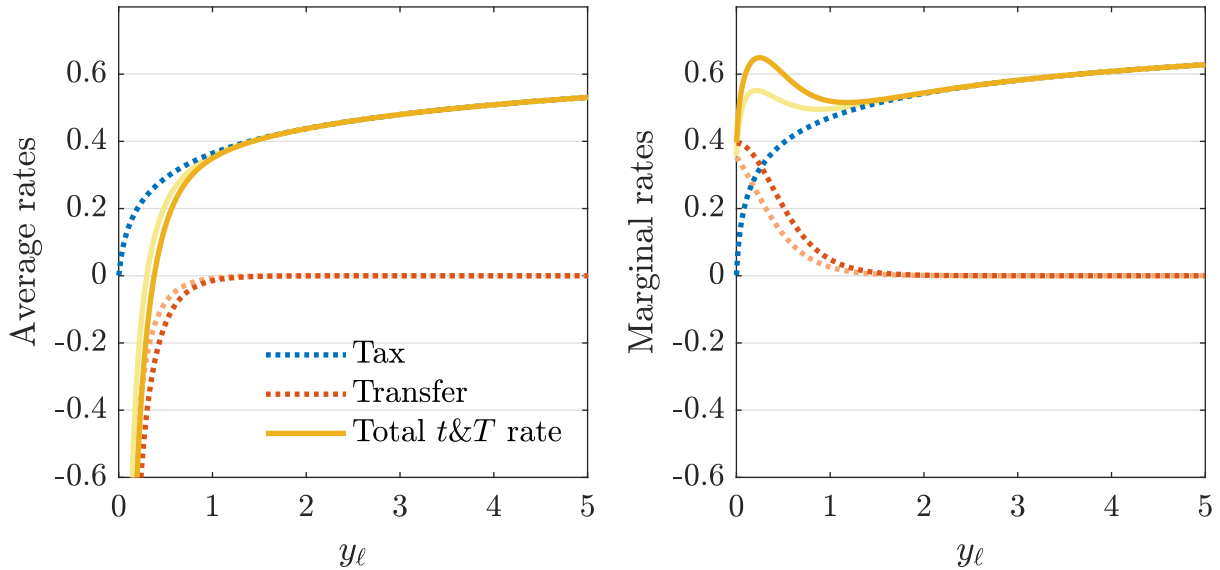 Average rates
0.6
0.4
0.2
0
-0.2
-0.4
-0.6
0 1 2 3 4 5
yℓ
Tax
Transfer
Total t&T rate
Marginal rates
0.6
0.4
0.2
0
-0.2
-0.4
-0.6
0 1 2 3 4 5
yℓ